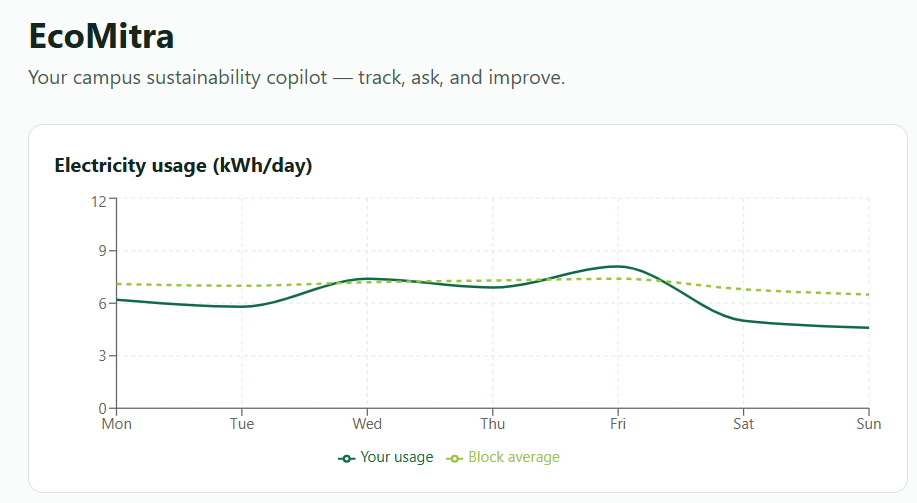 EcoMitra
Your campus sustainability copilot — track, ask, and improve.
Electricity usage (kWh/day)
12
9
6
3
0
Mon Tue Wed Thu Fri Sat Sun
Your usage Block average